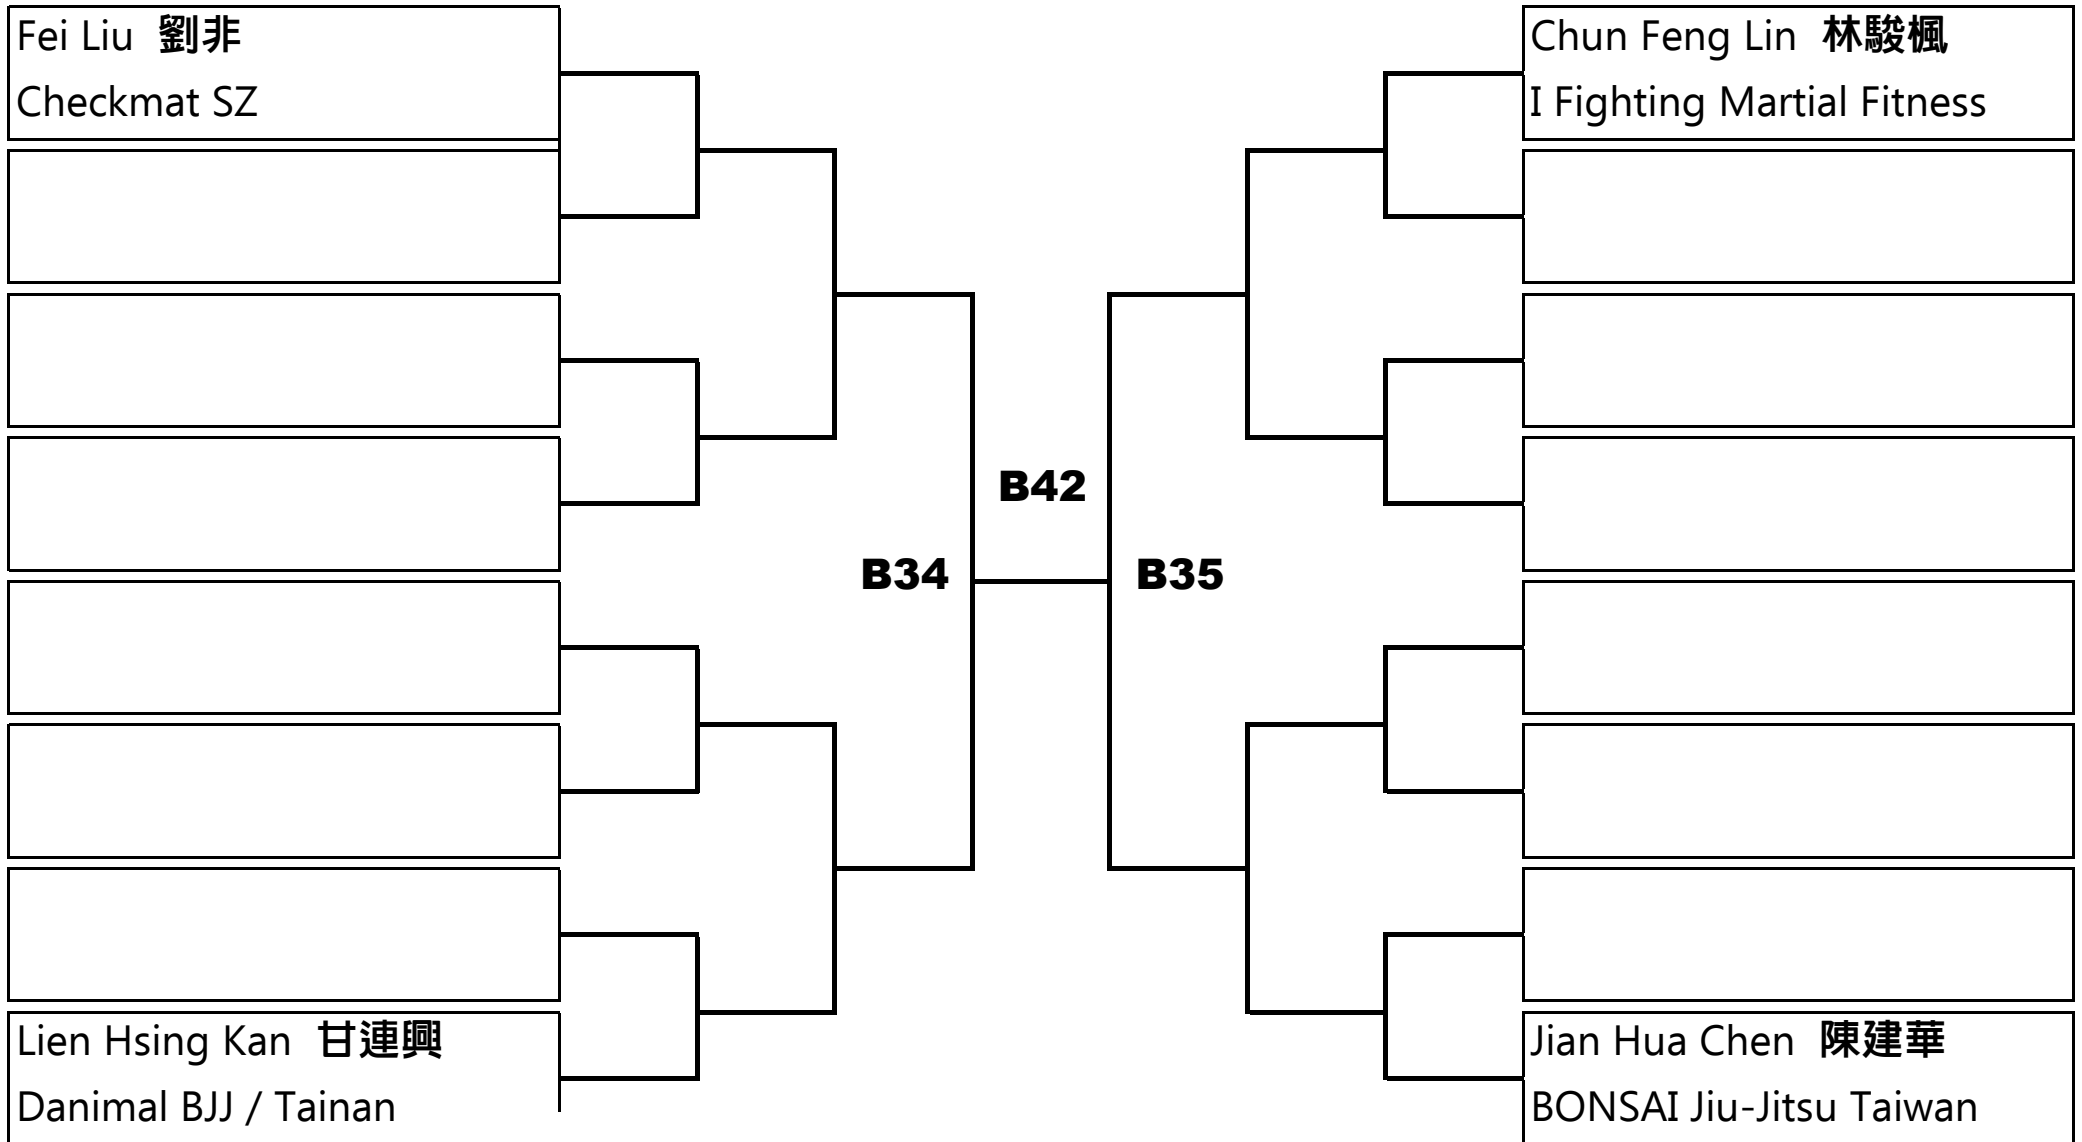 Fei Liu 劉非
Checkmat SZ
Chun Feng Lin 林駿楓
I Fighting Martial Fitness
B42
B34
B35
Lien Hsing Kan 甘連興
Danimal BJJ / Tainan
Jian Hua Chen 陳建華
BONSAI Jiu-Jitsu Taiwan